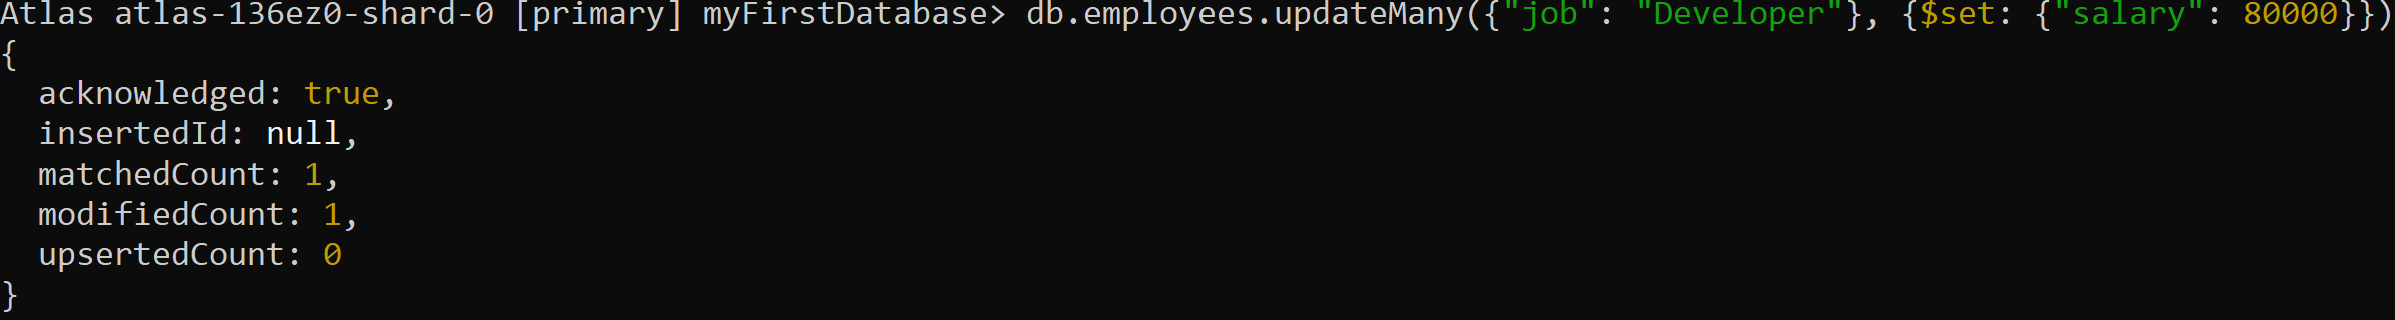 Atlas atlas-136ez0-shard-0 [primary] myFirstDatabase> db.employees.updateMany({"job": "Developer"}, {$set: {"salary": 80000}})
{
  acknowledged: true,
  insertedId: null,
  matchedCount: 1,
  modifiedCount: 1,
  upsertedCount: 0
}